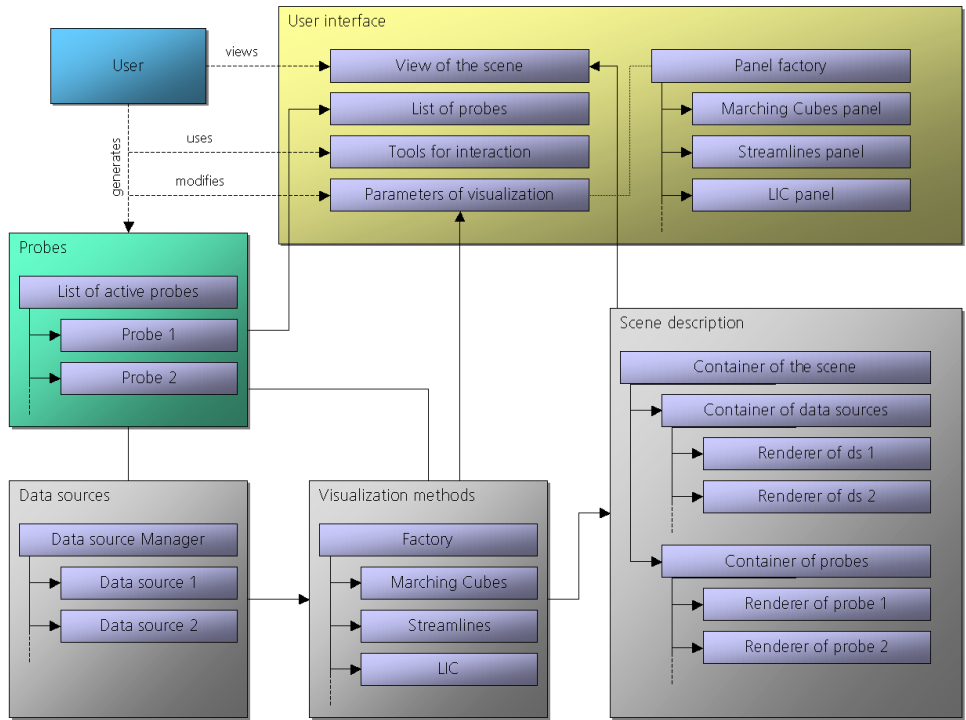 User interface
User
views
View of the scene
Panel factory
List of probes
Marching Cubes panel
uses
Tools for interaction
Streamlines panel
generates
modifies
Parameters of visualization
LIC panel
Probes
List of active probes
Probe 1
Probe 2
Scene description
Container of the scene
Container of data sources
Renderer of ds 1
Renderer of ds 2
Container of probes
Renderer of probe 1
Renderer of probe 2
Data sources
Data source Manager
Data source 1
Data source 2
Visualization methods
Factory
Marching Cubes
Streamlines
LIC